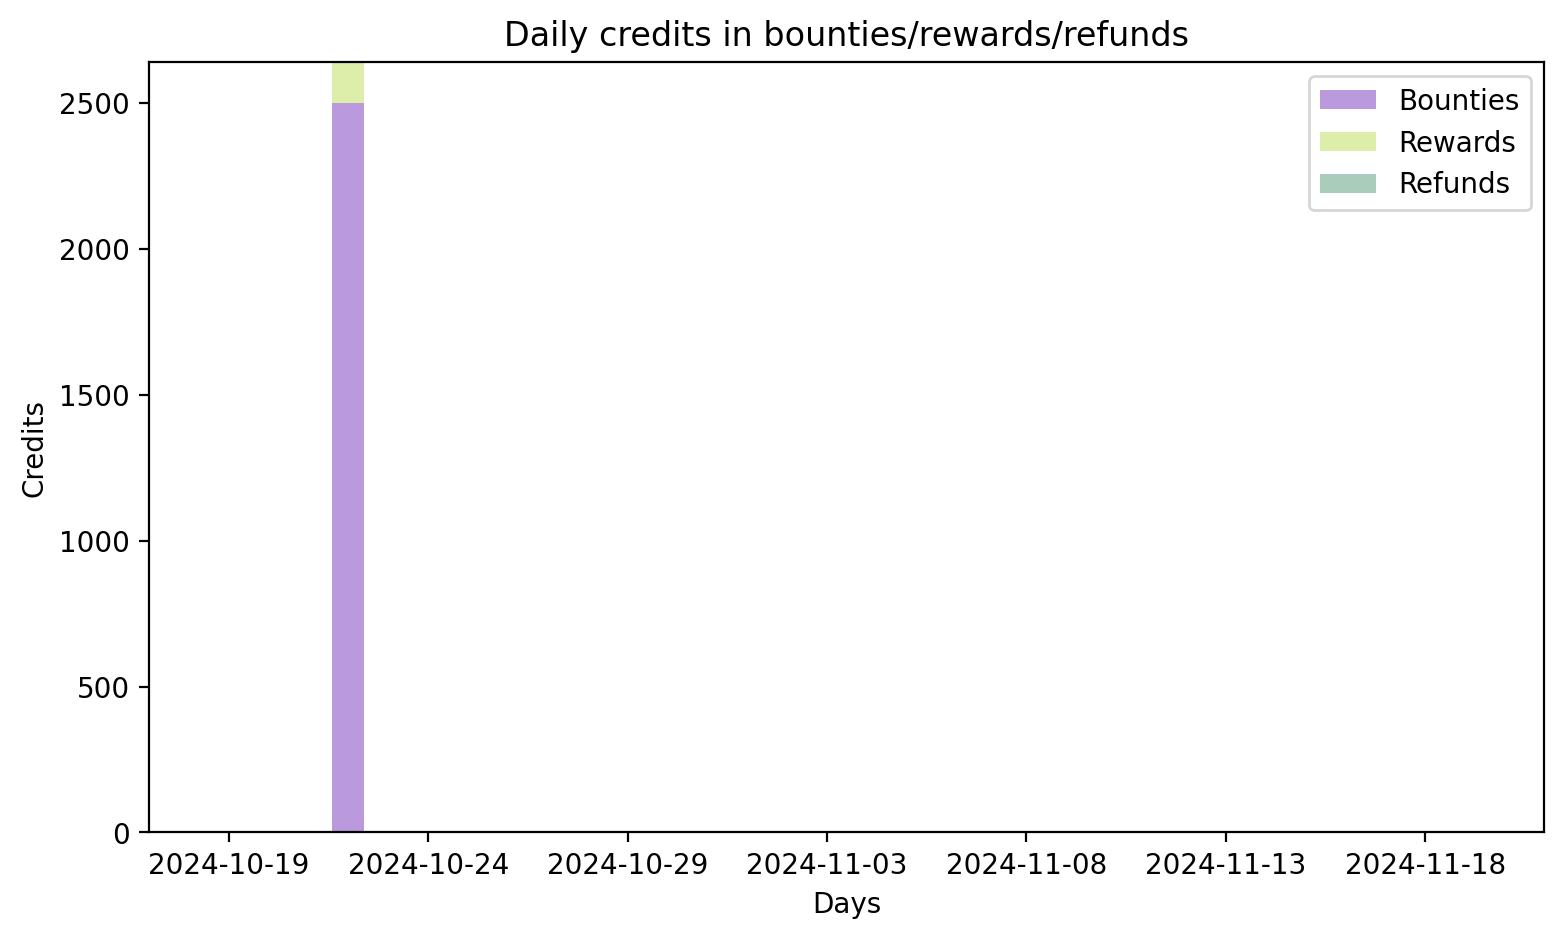 Daily credits in bounties/rewards/refunds
Bounties
Rewards
Refunds
2500
2000
1500
1000
500
0
Credits
2024-10-19 2024-10-24 2024-10-29 2024-11-03 2024-11-08 2024-11-13 2024-11-18
Days